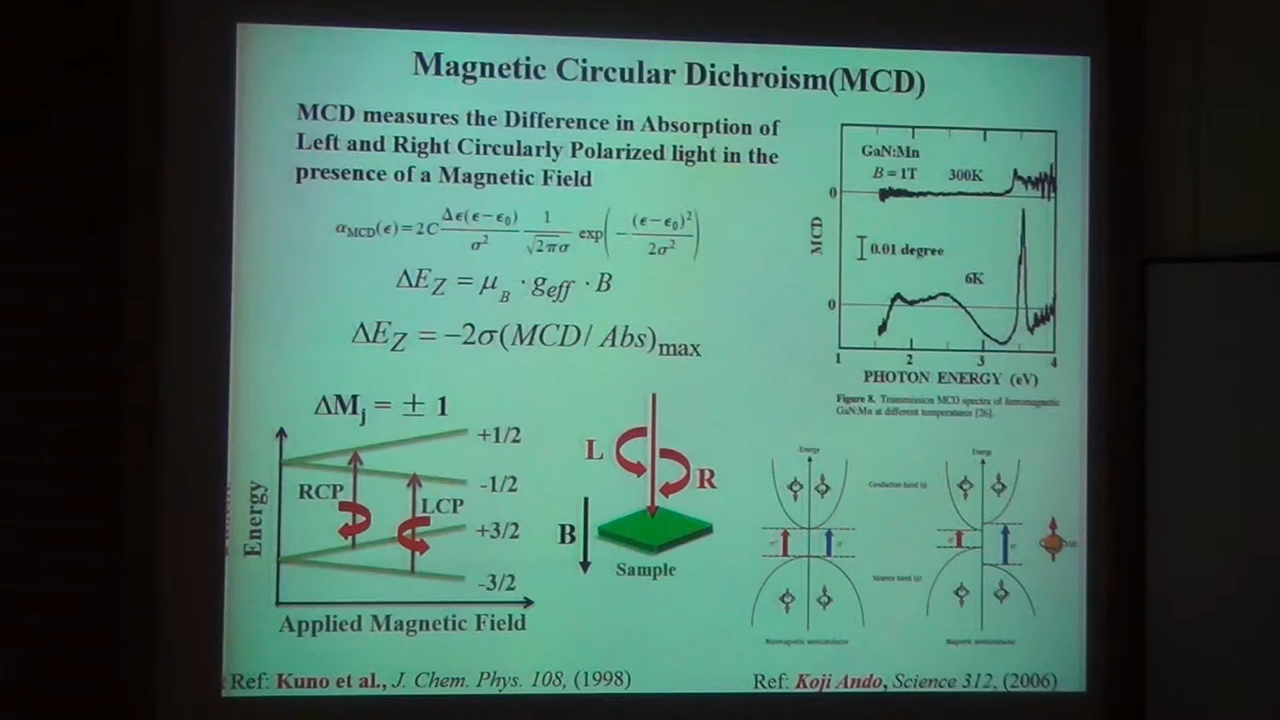 Magnetic Circular Dichroism(MCD)
MCD measures the Difference in Absorption of
Left and Right Circularly Polarized light in the
presence of a Magnetic Field
α_MCD(ϵ)=2C Δϵ(ϵ−ϵ₀)/σ² 1/√2πσ exp(−(ϵ−ϵ₀)²/2σ²)
ΔE_Z = μ_B · g_eff · B
ΔE_Z = −2σ(MCD/ Abs)_max
GaN:Mn
B = 1T 300K
0
MCD
0.01 degree
6K
0
1 2 3 4
PHOTON ENERGY (eV)
Figure 8. Transmission MCD spectra of ferromagnetic
GaN:Mn at different temperatures [26].
ΔM_j = ± 1
+1/2
-1/2
+3/2
-3/2
RCP
LCP
Energy
Applied Magnetic Field
L
R
B
Sample
Energy
Energy
Conduction band (s)
Valence band (p)
Nonmagnetic semiconductor
Magnetic semiconductor
Ref: Kuno et al., J. Chem. Phys. 108, (1998)
Ref: Koji Ando, Science 312, (2006)